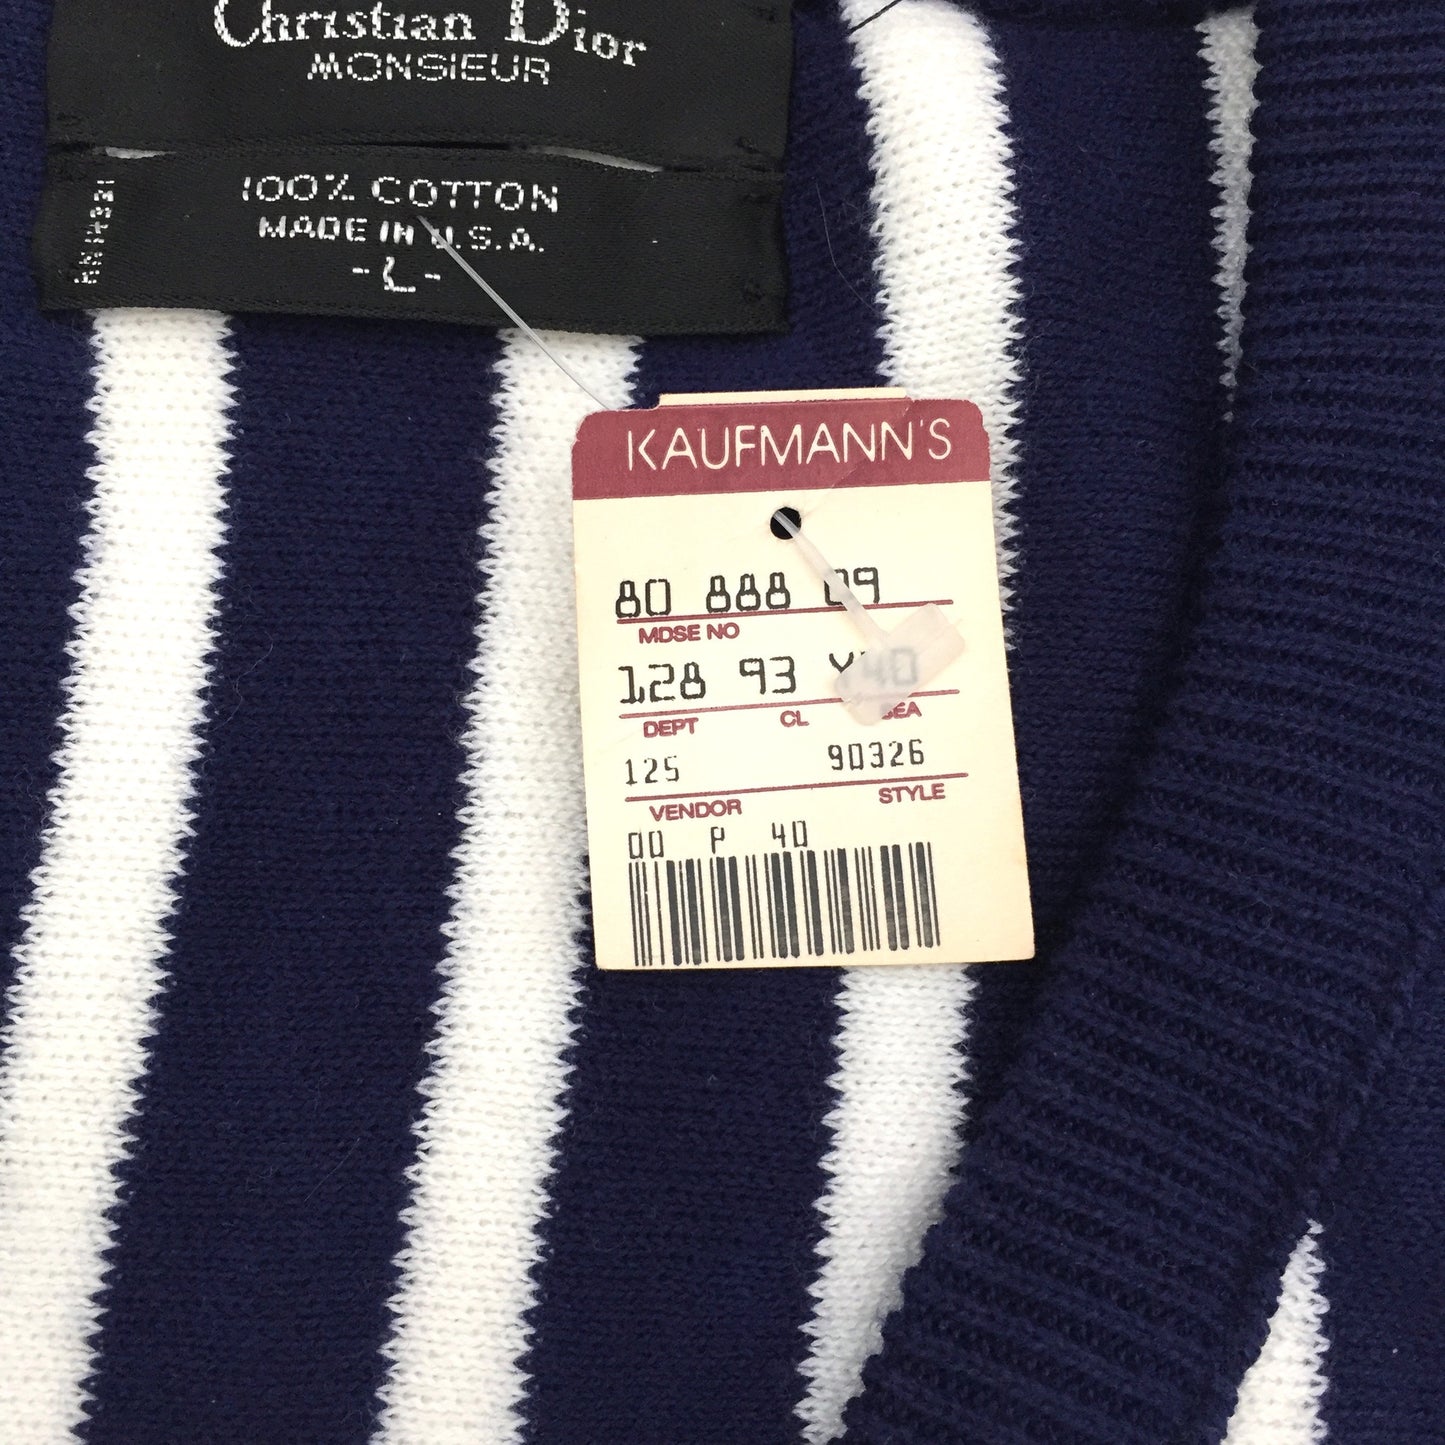 Christian Dior
MONSIEUR
100% COTTON
MADE IN U.S.A.
-L-
KAUFMANN'S
80 888 09
MDSE NO
128 93
DEPT CL SEA
125 90326
VENDOR STYLE
00 P 40